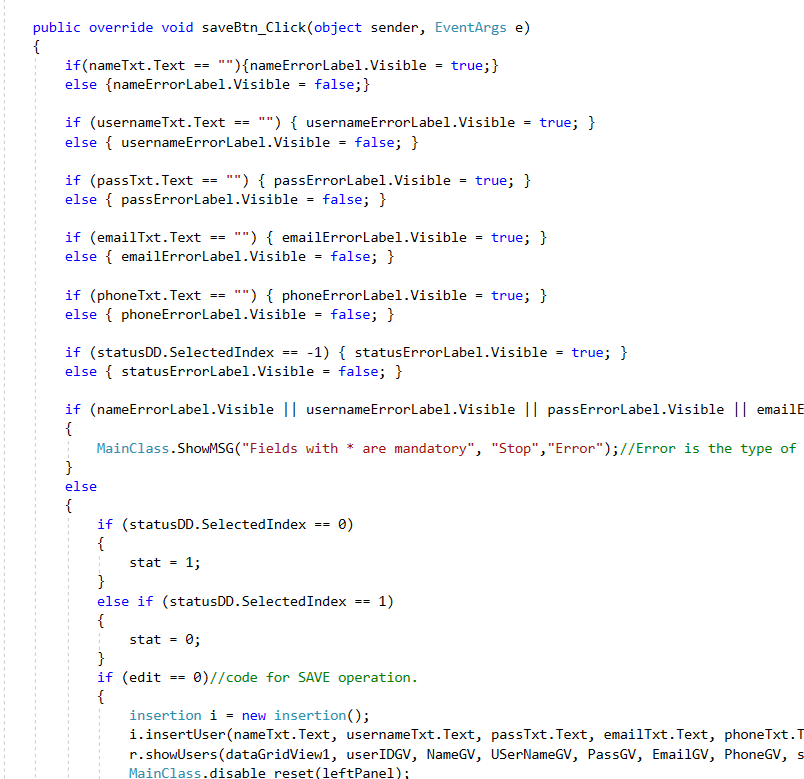 public override void saveBtn_Click(object sender, EventArgs e)
{
if(nameTxt.Text == ""){nameErrorLabel.Visible = true;}
else {nameErrorLabel.Visible = false;}
if (usernameTxt.Text == "") { usernameErrorLabel.Visible = true; }
else { usernameErrorLabel.Visible = false; }
if (passTxt.Text == "") { passErrorLabel.Visible = true; }
else { passErrorLabel.Visible = false; }
if (emailTxt.Text == "") { emailErrorLabel.Visible = true; }
else { emailErrorLabel.Visible = false; }
if (phoneTxt.Text == "") { phoneErrorLabel.Visible = true; }
else { phoneErrorLabel.Visible = false; }
if (statusDD.SelectedIndex == -1) { statusErrorLabel.Visible = true; }
else { statusErrorLabel.Visible = false; }
if (nameErrorLabel.Visible || usernameErrorLabel.Visible || passErrorLabel.Visible || emailE
{
MainClass.ShowMSG("Fields with * are mandatory", "Stop","Error");//Error is the type of
}
else
{
if (statusDD.SelectedIndex == 0)
{
stat = 1;
}
else if (statusDD.SelectedIndex == 1)
{
stat = 0;
}
if (edit == 0)//code for SAVE operation.
{
insertion i = new insertion();
i.insertUser(nameTxt.Text, usernameTxt.Text, passTxt.Text, emailTxt.Text, phoneTxt.T
r.showUsers(dataGridView1, userIDGV, NameGV, USerNameGV, PassGV, EmailGV, PhoneGV, s
MainClass.disable_reset(leftPanel);